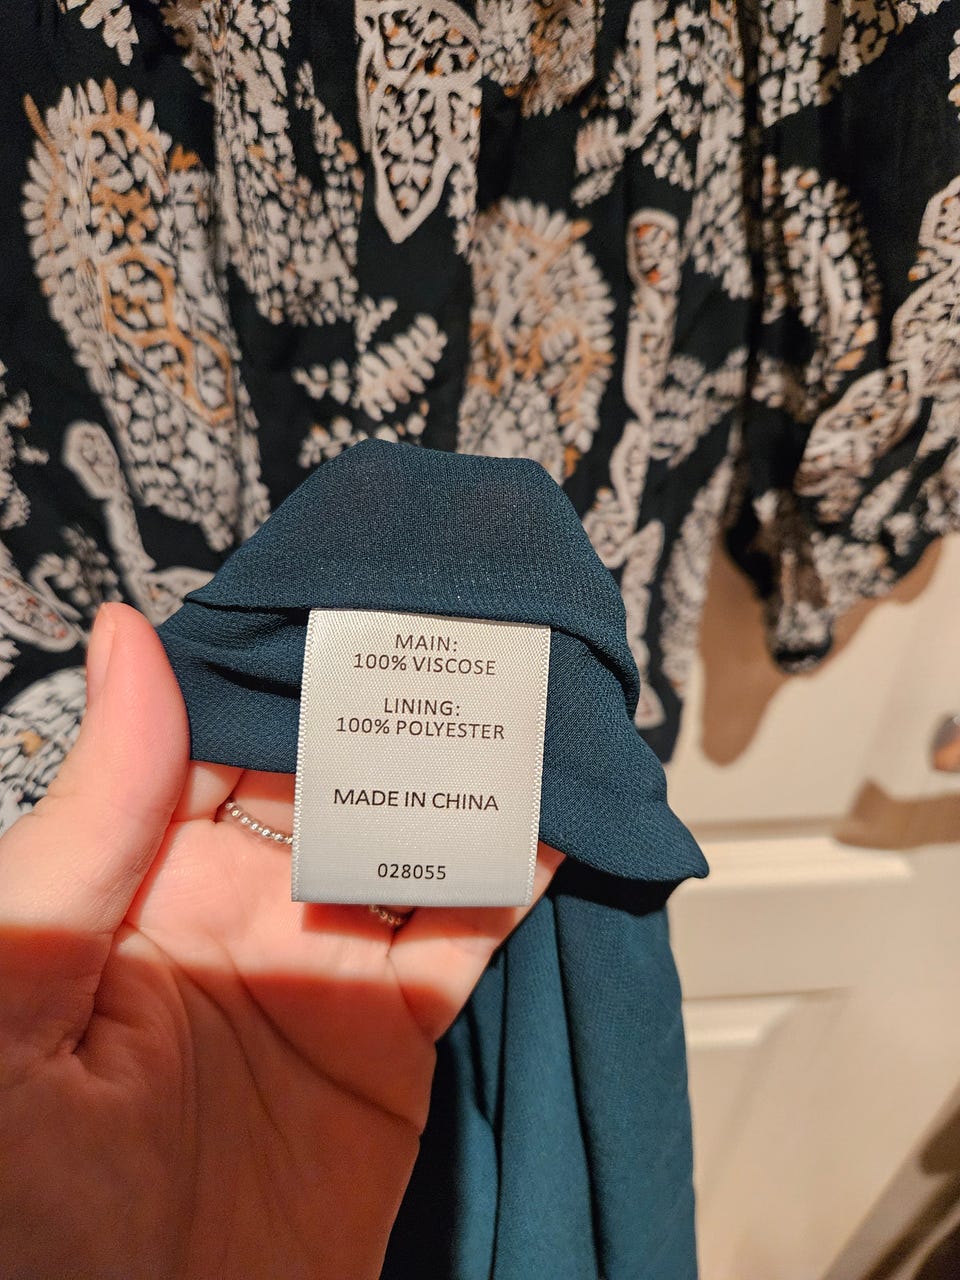 MAIN:
100% VISCOSE
LINING:
100% POLYESTER
MADE IN CHINA
028055